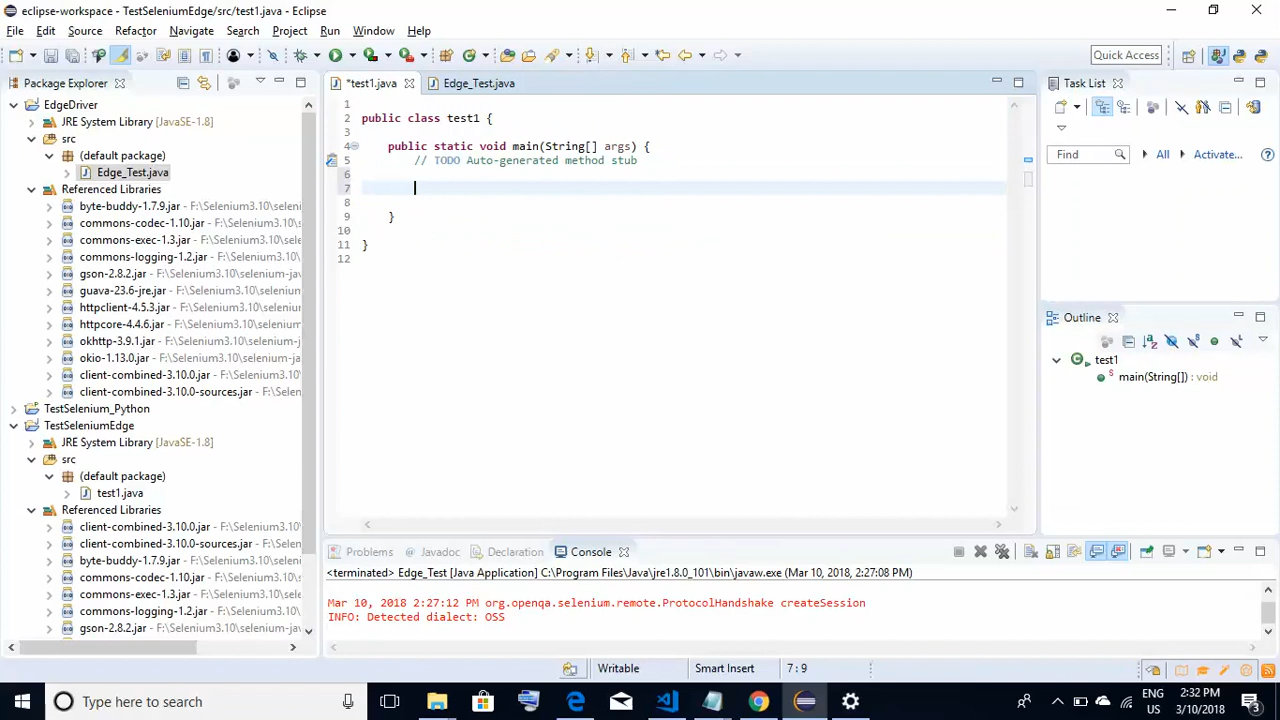 eclipse-workspace - TestSeleniumEdge/src/test1.java - Eclipse
File Edit Source Refactor Navigate Search Project Run Window Help
Quick Access
Package Explorer
EdgeDriver
JRE System Library [JavaSE-1.8]
src
(default package)
Edge_Test.java
Referenced Libraries
byte-buddy-1.7.9.jar - F:\Selenium3.10\sele
commons-codec-1.10.jar - F:\Selenium3.10\
commons-exec-1.3.jar - F:\Selenium3.10\sel
commons-logging-1.2.jar - F:\Selenium3.10\
gson-2.8.2.jar - F:\Selenium3.10\selenium-ja
guava-23.6-jre.jar - F:\Selenium3.10\seleniu
httpclient-4.5.3.jar - F:\Selenium3.10\seleni
httpcore-4.4.6.jar - F:\Selenium3.10\seleniu
okhttp-3.9.1.jar - F:\Selenium3.10\selenium
okio-1.13.0.jar - F:\Selenium3.10\selenium-
client-combined-3.10.0.jar - F:\Selenium3.10
client-combined-3.10.0-sources.jar - F:\Sele
TestSelenium_Python
TestSeleniumEdge
JRE System Library [JavaSE-1.8]
src
(default package)
test1.java
Referenced Libraries
client-combined-3.10.0.jar - F:\Selenium3.10
client-combined-3.10.0-sources.jar - F:\Sele
byte-buddy-1.7.9.jar - F:\Selenium3.10\sele
commons-codec-1.10.jar - F:\Selenium3.10\
commons-exec-1.3.jar - F:\Selenium3.10\sel
commons-logging-1.2.jar - F:\Selenium3.10\
gson-2.8.2.jar - F:\Selenium3.10\selenium-ja
*test1.java Edge_Test.java
1
2 public class test1 {
3
4 public static void main(String[] args) {
5 // TODO Auto-generated method stub
6
7
8
9 }
10
11 }
12
Task List
Find All Activate...
Outline
test1
main(String[]) : void
Problems Javadoc Declaration Console
<terminated> Edge_Test [Java Application] C:\Program Files\Java\jre1.8.0_101\bin\javaw.exe (Mar 10, 2018, 2:27:08 PM)
Mar 10, 2018 2:27:12 PM org.openqa.selenium.remote.ProtocolHandshake createSession
INFO: Detected dialect: OSS
Writable Smart Insert 7 : 9
Type here to search
ENG
US
2:32 PM
3/10/2018
3